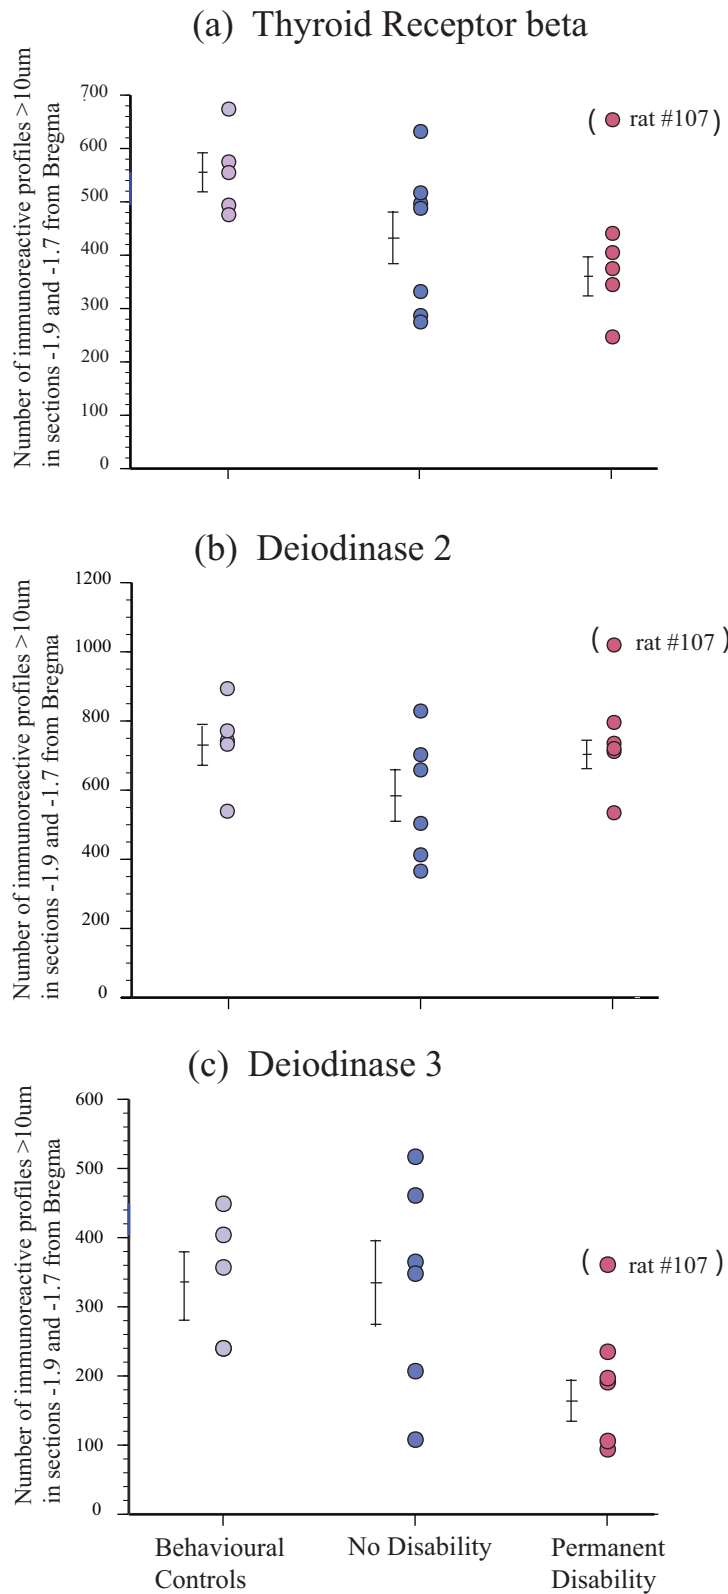 (a) Thyroid Receptor beta
Number of immunoreactive profiles >10um
in sections -1.9 and -1.7 from Bregma
700
600
500
400
300
200
100
0
( rat #107 )
(b) Deiodinase 2
Number of immunoreactive profiles >10um
in sections -1.9 and -1.7 from Bregma
1200
1000
800
600
400
200
0
( rat #107 )
(c) Deiodinase 3
Number of immunoreactive profiles >10um
in sections -1.9 and -1.7 from Bregma
600
500
400
300
200
100
0
( rat #107 )
Behavioural
Controls
No Disability
Permanent
Disability